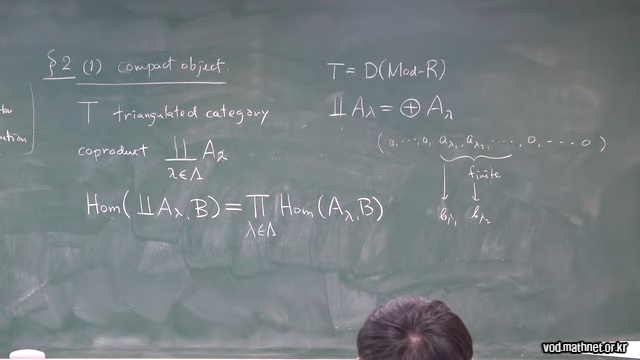 §2 (1) compact object.
T triangulated category
coproduct ∐ A_λ
λ∈Λ
Hom(∐A_λ, B) = ∏ Hom(A_λ, B)
λ∈Λ
T = D(Mod-R)
∐ A_λ = ⊕ A_λ
(0, ..., 0, a_λ₁, a_λ₂, ...., 0, ---. 0)
finite
b_λ₁ b_λ₂
vod.mathnet.or.kr